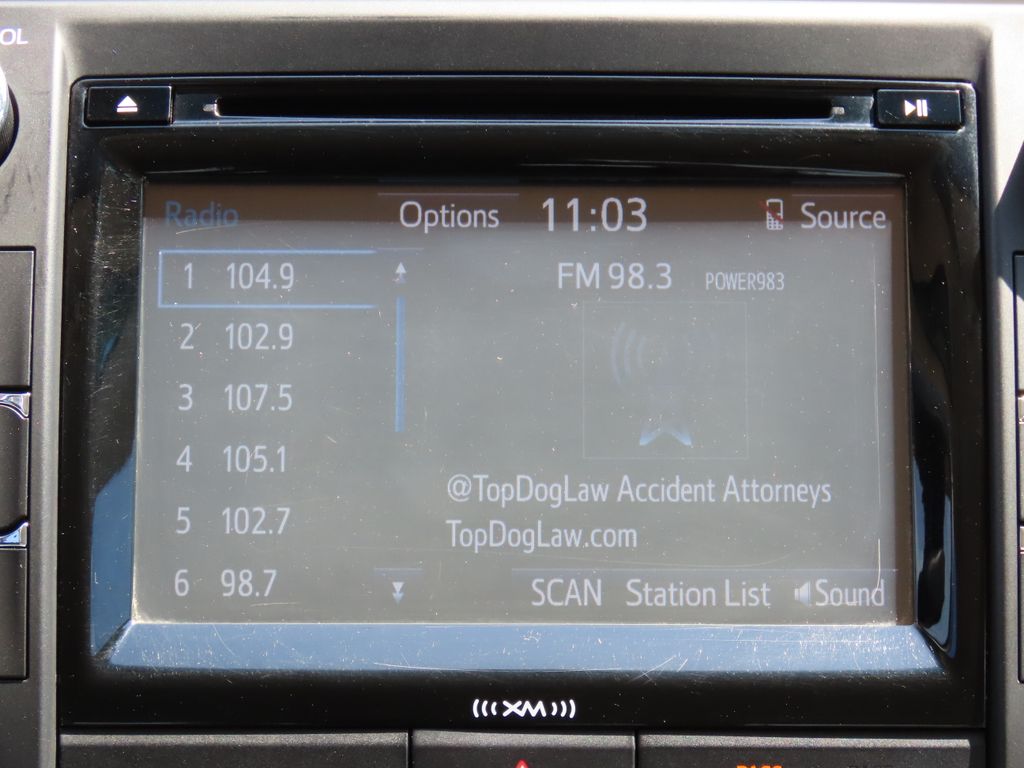 OL
Radio Options 11:03 Source
1 104.9
FM 98.3 POWER983
2 102.9
3 107.5
4 105.1
@TopDogLaw Accident Attorneys
5 102.7
TopDogLaw.com
6 98.7
SCAN Station List Sound
XM
PASS